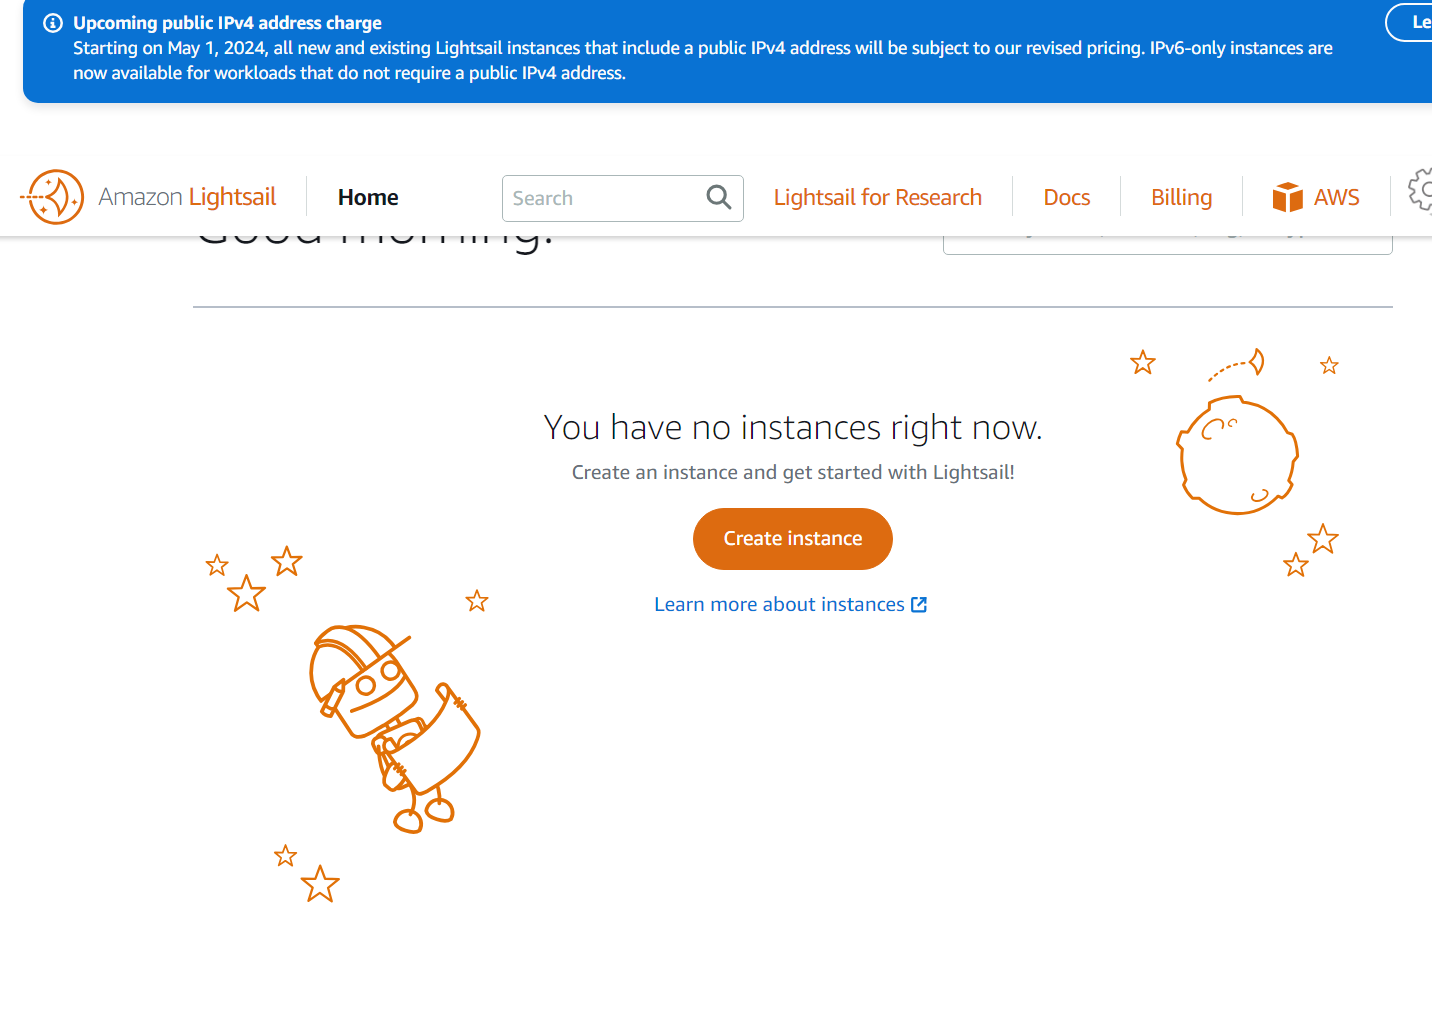 Upcoming public IPv4 address charge
Starting on May 1, 2024, all new and existing Lightsail instances that include a public IPv4 address will be subject to our revised pricing. IPv6-only instances are
now available for workloads that do not require a public IPv4 address.
Le
Amazon Lightsail
Home
Search
Lightsail for Research
Docs
Billing
AWS
Good morning!
You have no instances right now.
Create an instance and get started with Lightsail!
Create instance
Learn more about instances